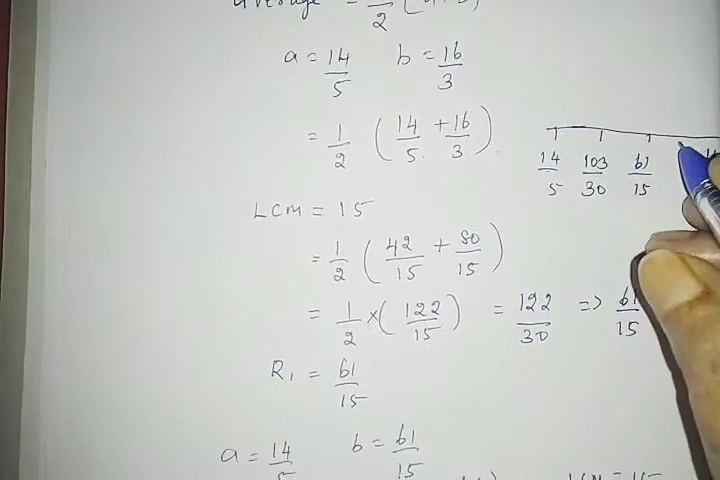 average = 1/2 (a+b)
a = 14/5 b = 16/3
= 1/2 (14/5 + 16/3)
14/5 103/30 61/15
LCM = 15
= 1/2 (42/15 + 80/15)
= 1/2 × (122/15) = 122/30 => 61/15
R1 = 61/15
a = 14/5 b = 61/15